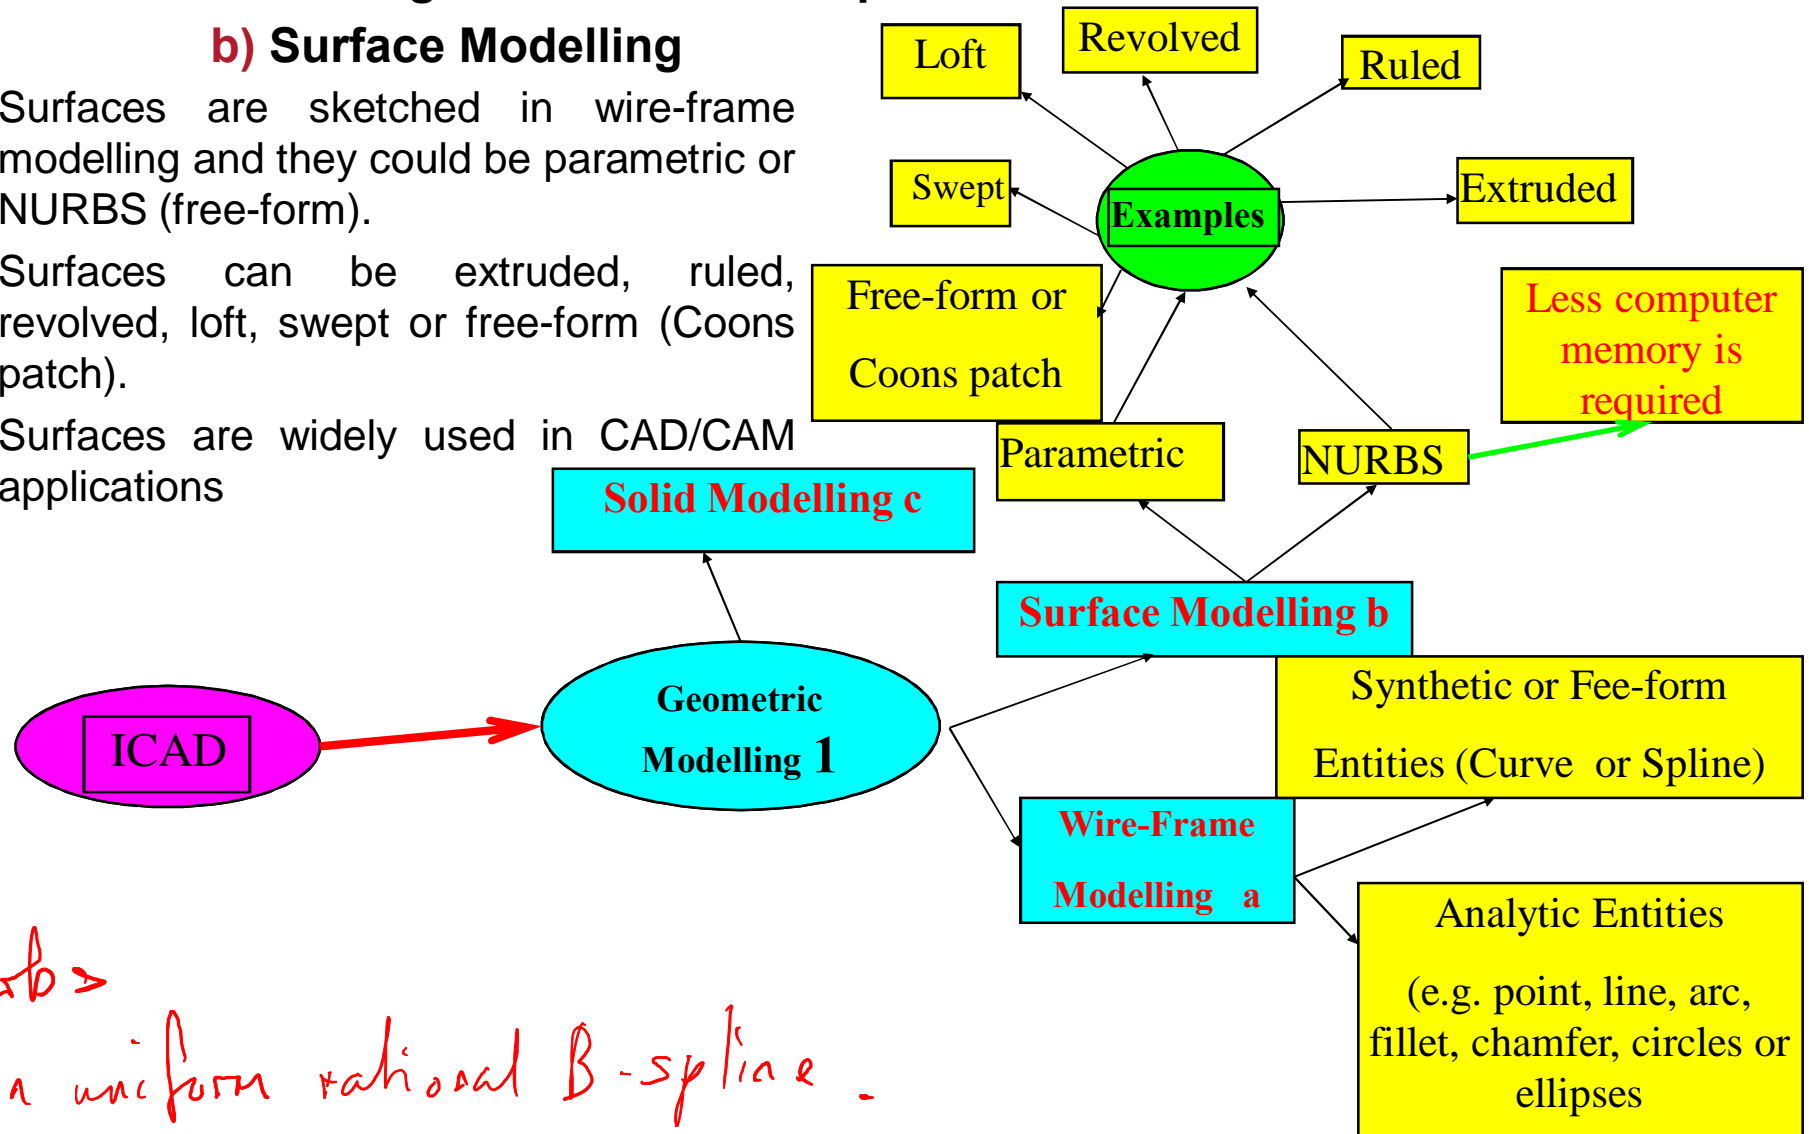 b) Surface Modelling
Surfaces are sketched in wire-frame
modelling and they could be parametric or
NURBS (free-form).
Surfaces can be extruded, ruled,
revolved, loft, swept or free-form (Coons
patch).
Surfaces are widely used in CAD/CAM
applications
Loft
Revolved
Ruled
Swept
Examples
Extruded
Free-form or
Coons patch
Less computer
memory is
required
Parametric
NURBS
Solid Modelling c
Surface Modelling b
Geometric
Modelling 1
ICAD
Synthetic or Fee-form
Entities (Curve or Spline)
Wire-Frame
Modelling a
Analytic Entities
(e.g. point, line, arc,
fillet, chamfer, circles or
ellipses
uniform rational B-spline.